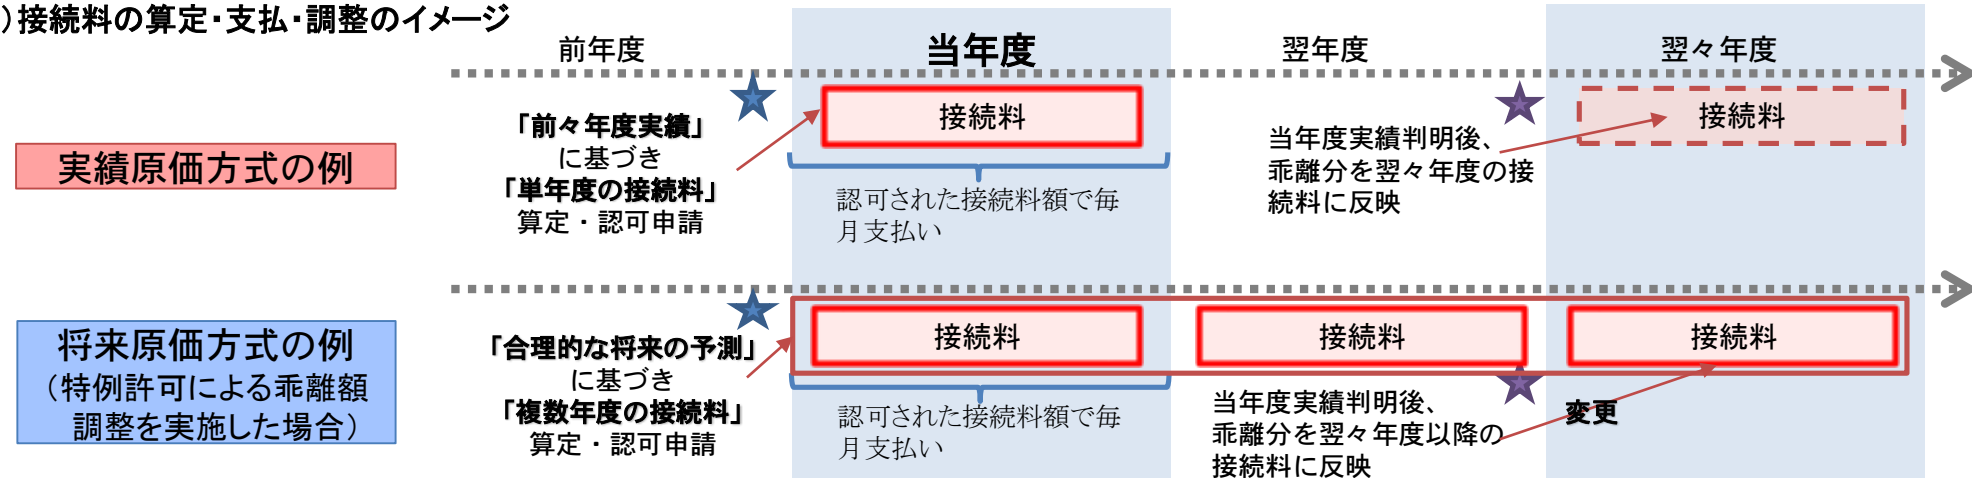 ）接続料の算定・支払・調整のイメージ
前年度
当年度
翌年度
翌々年度
実績原価方式の例
「前々年度実績」
に基づき
「単年度の接続料」
算定・認可申請
接続料
認可された接続料額で毎
月支払い
当年度実績判明後、
乖離分を翌々年度の接
続料に反映
接続料
将来原価方式の例
（特例許可による乖離額
調整を実施した場合）
「合理的な将来の予測」
に基づき
「複数年度の接続料」
算定・認可申請
接続料
接続料
接続料
認可された接続料額で毎
月支払い
当年度実績判明後、
乖離分を翌々年度以降の
接続料に反映
変更